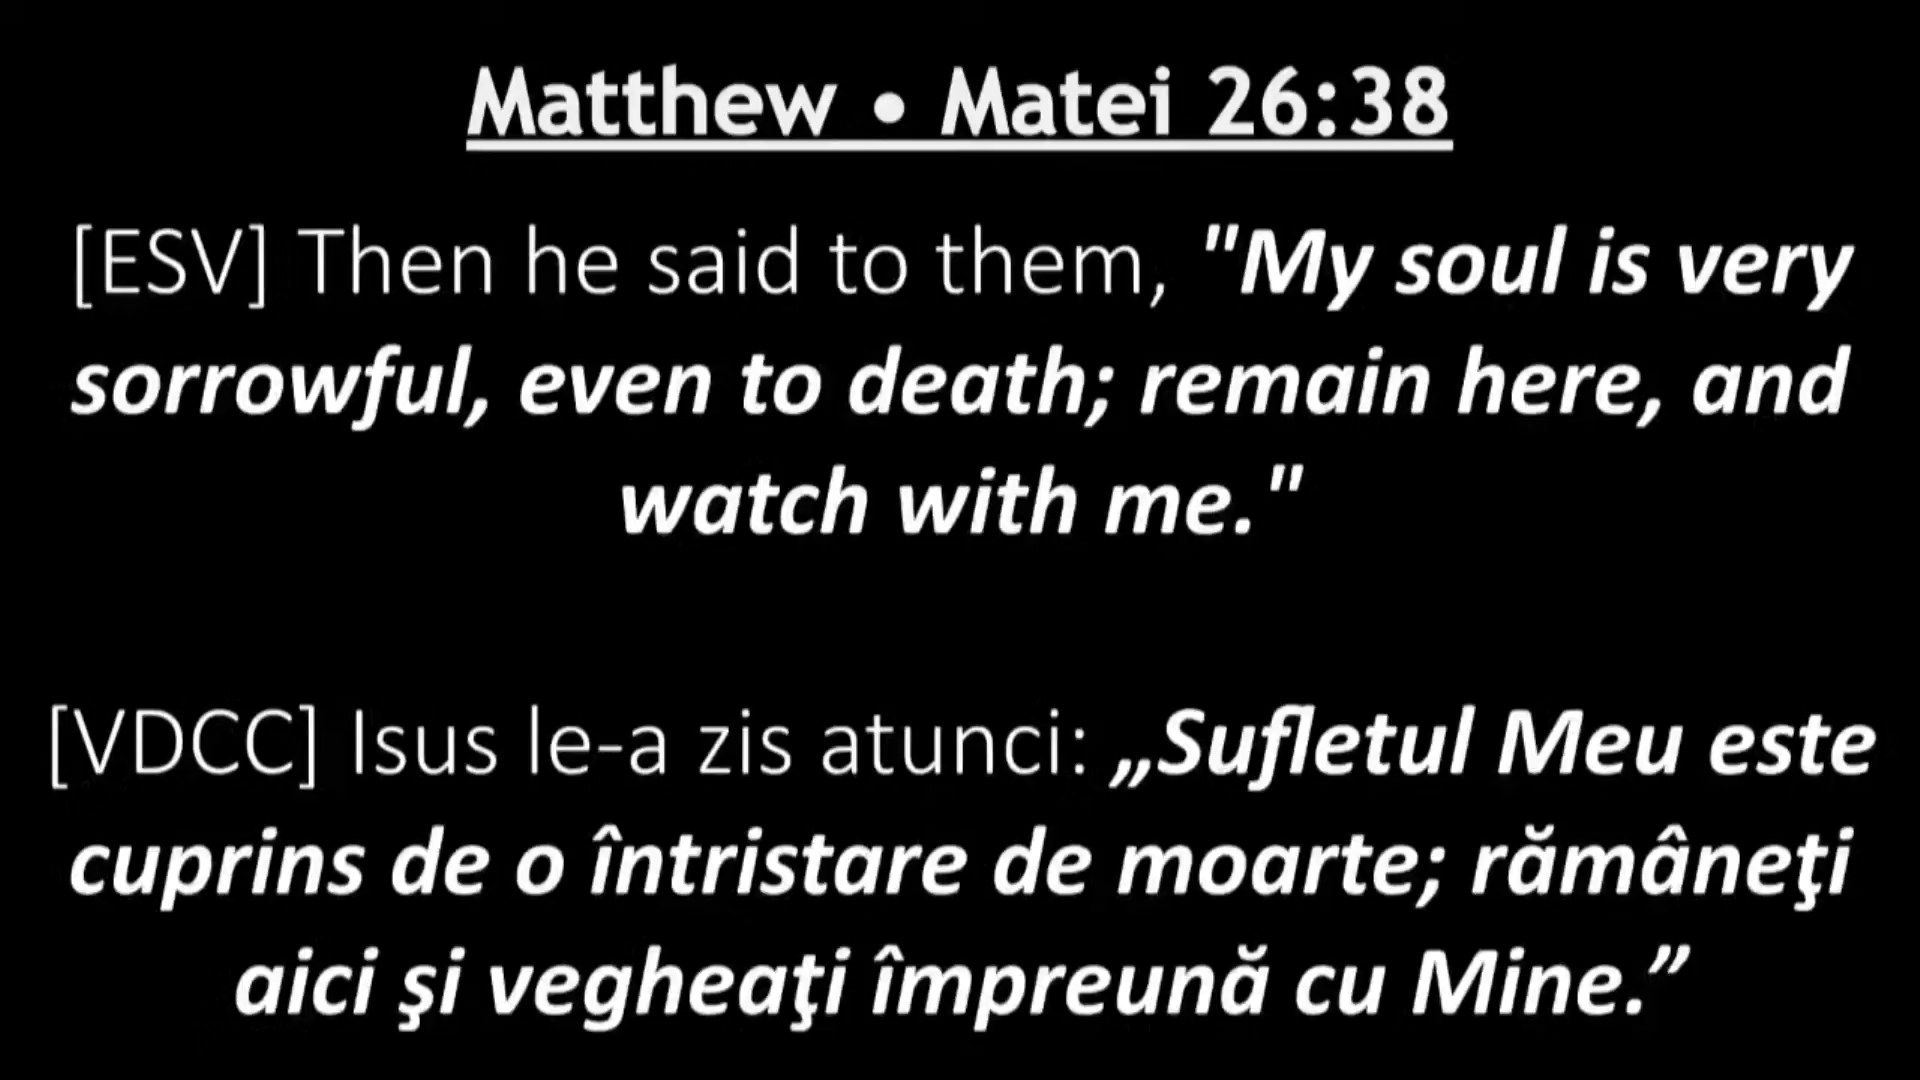 Matthew • Matei 26:38
[ESV] Then he said to them, "My soul is very
sorrowful, even to death; remain here, and
watch with me."
[VDCC] Isus le-a zis atunci: „Sufletul Meu este
cuprins de o întristare de moarte; rămâneţi
aici şi vegheaţi împreună cu Mine.”